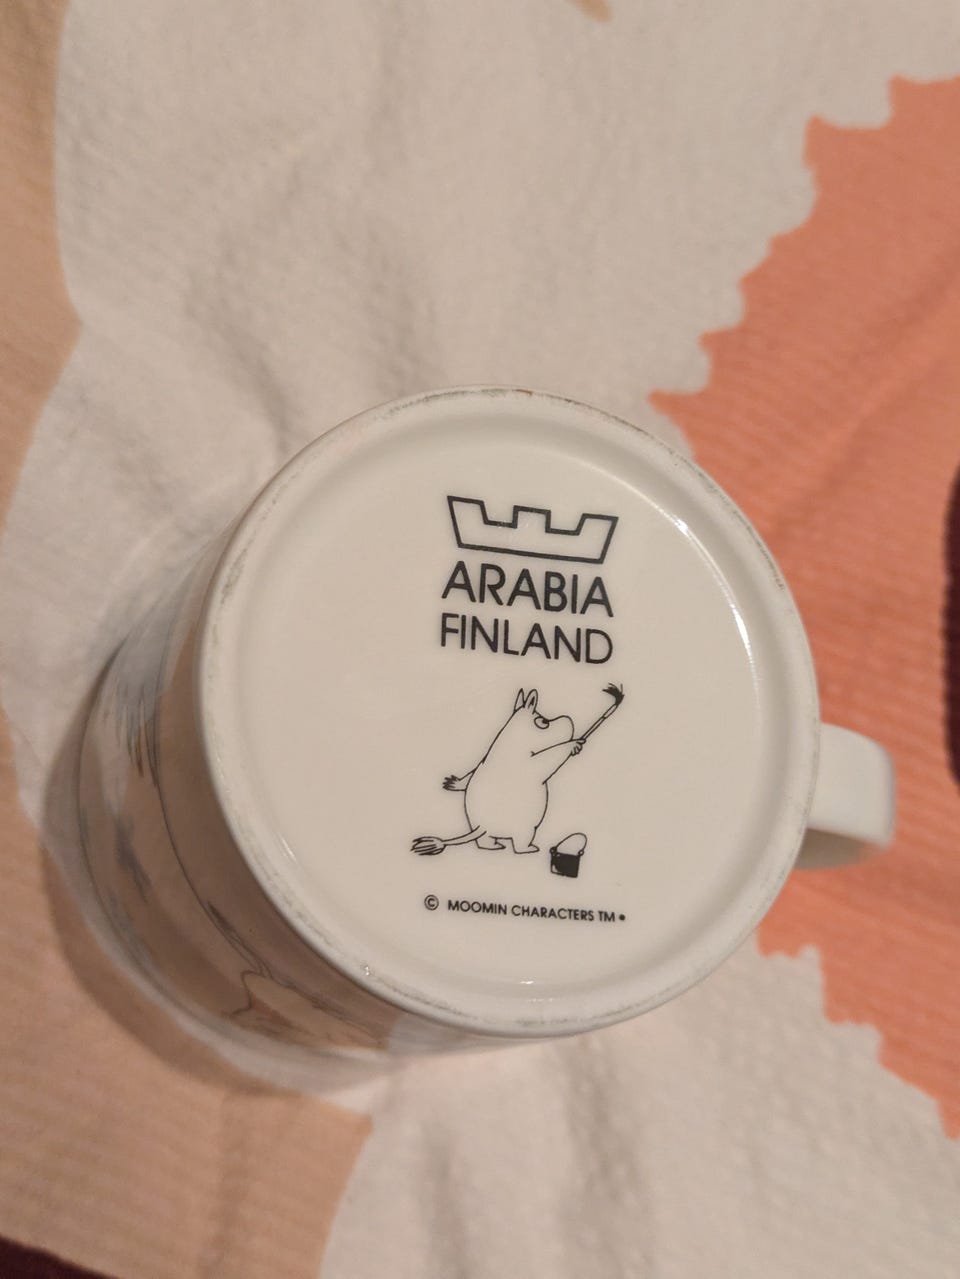 ARABIA
FINLAND
© MOOMIN CHARACTERS TM •